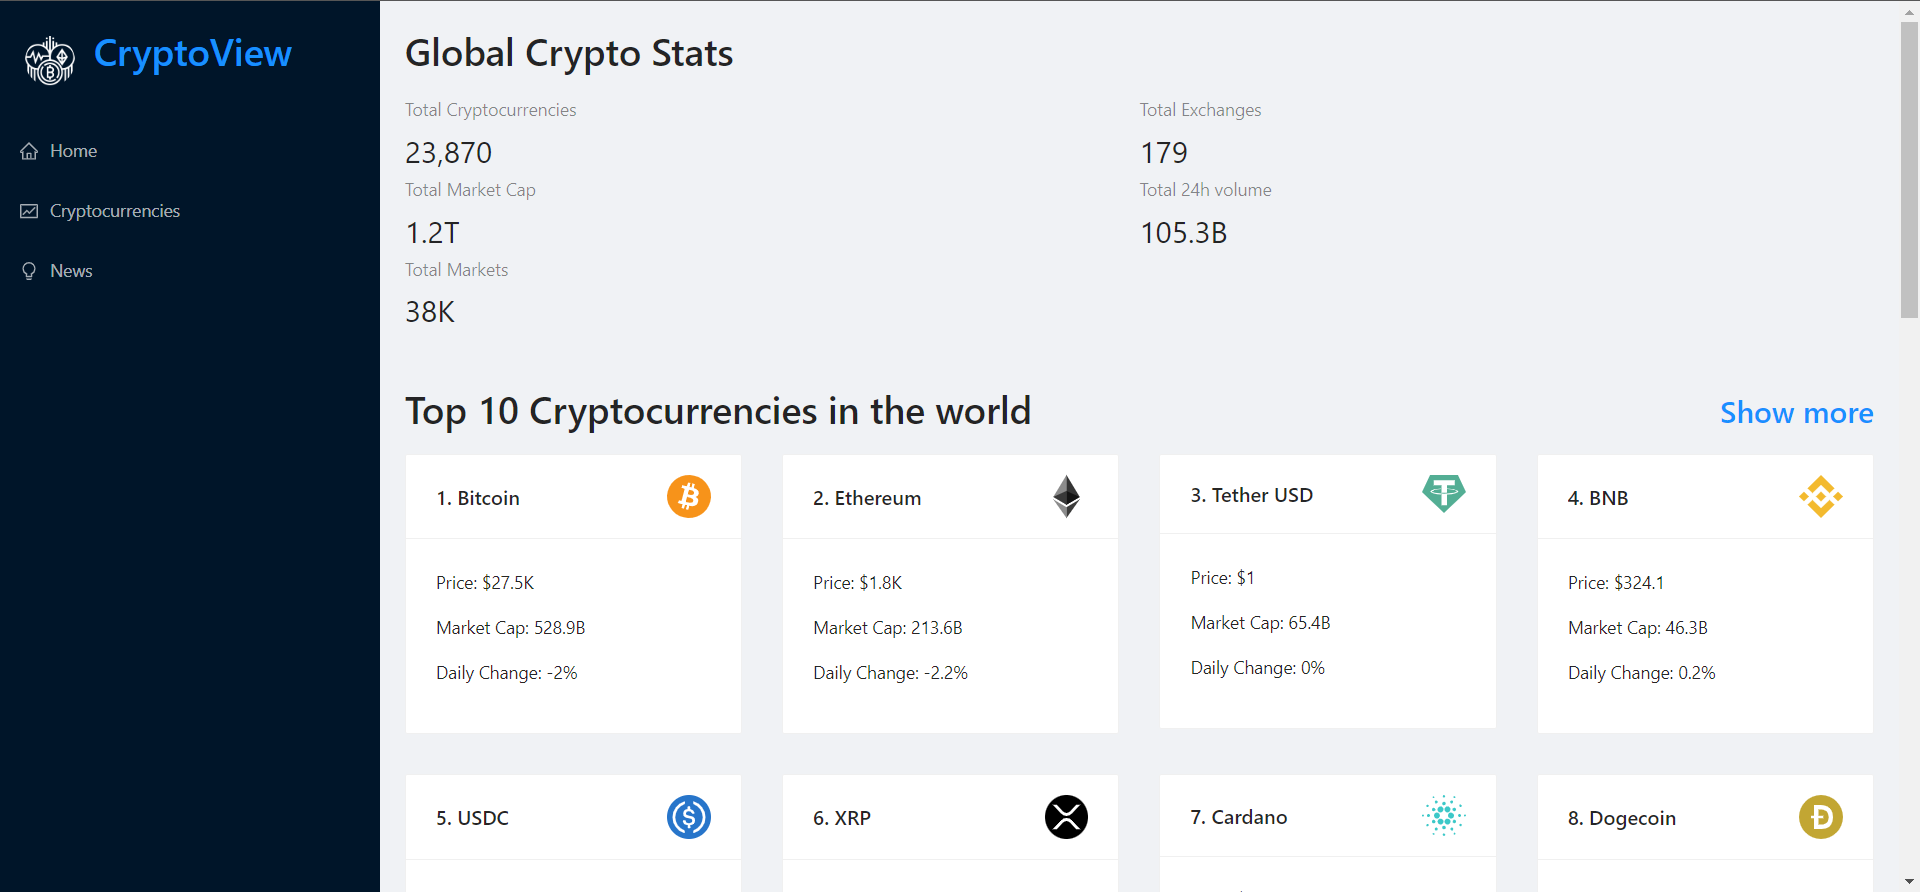 CryptoView
Home
Cryptocurrencies
News
Global Crypto Stats
Total Cryptocurrencies
23,870
Total Exchanges
179
Total Market Cap
1.2T
Total 24h volume
105.3B
Total Markets
38K
Top 10 Cryptocurrencies in the world
Show more
1. Bitcoin
Price: $27.5K
Market Cap: 528.9B
Daily Change: -2%
2. Ethereum
Price: $1.8K
Market Cap: 213.6B
Daily Change: -2.2%
3. Tether USD
Price: $1
Market Cap: 65.4B
Daily Change: 0%
4. BNB
Price: $324.1
Market Cap: 46.3B
Daily Change: 0.2%
5. USDC
6. XRP
7. Cardano
8. Dogecoin